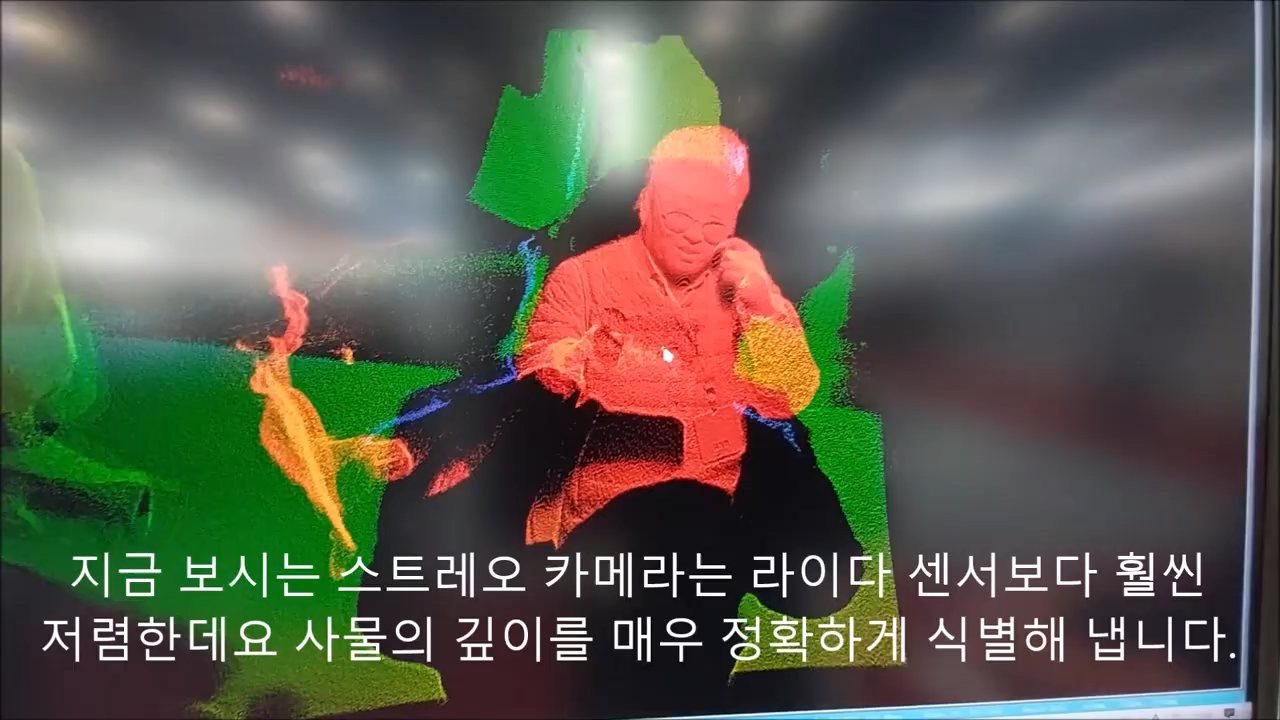 지금 보시는 스트레오 카메라는 라이다 센서보다 훨씬
저렴한데요 사물의 깊이를 매우 정확하게 식별해 냅니다.